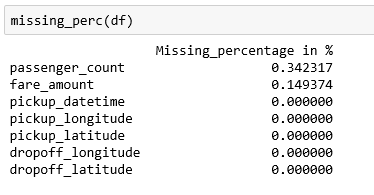 missing_perc(df)
Missing_percentage in %
passenger_count 0.342317
fare_amount 0.149374
pickup_datetime 0.000000
pickup_longitude 0.000000
pickup_latitude 0.000000
dropoff_longitude 0.000000
dropoff_latitude 0.000000